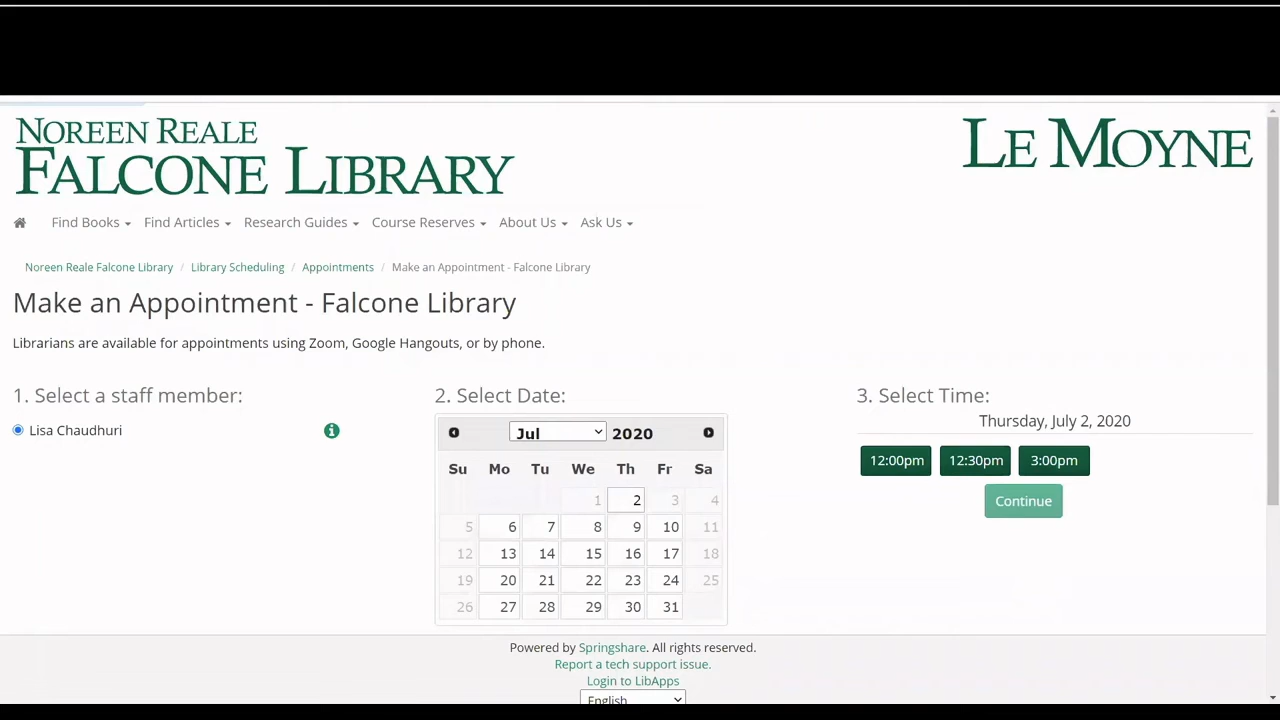 NOREEN REALE
FALCONE LIBRARY
LE MOYNE
Find Books Find Articles Research Guides Course Reserves About Us Ask Us
Noreen Reale Falcone Library / Library Scheduling / Appointments / Make an Appointment - Falcone Library
Make an Appointment - Falcone Library
Librarians are available for appointments using Zoom, Google Hangouts, or by phone.
1. Select a staff member:
Lisa Chaudhuri
2. Select Date:
Jul 2020
Su Mo Tu We Th Fr Sa
1 2 3 4
5 6 7 8 9 10 11
12 13 14 15 16 17 18
19 20 21 22 23 24 25
26 27 28 29 30 31
3. Select Time:
Thursday, July 2, 2020
12:00pm 12:30pm 3:00pm
Continue
Powered by Springshare. All rights reserved.
Report a tech support issue.
Login to LibApps
English